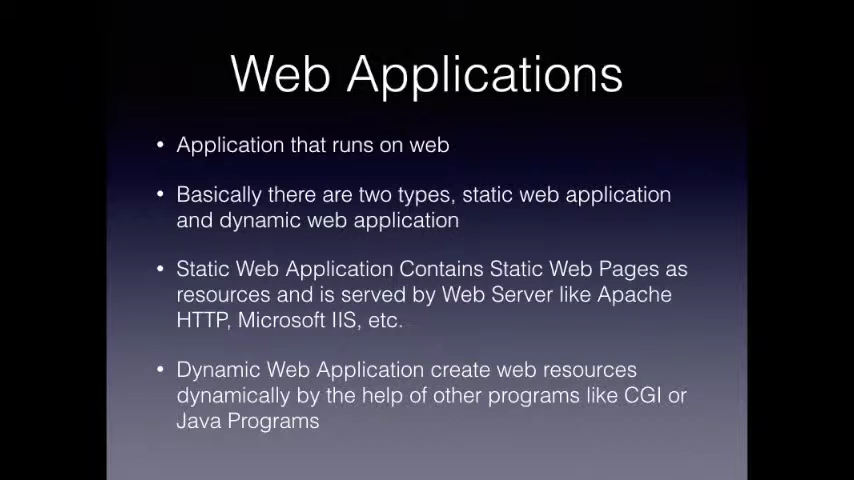 Web Applications
• Application that runs on web
• Basically there are two types, static web application
and dynamic web application
• Static Web Application Contains Static Web Pages as
resources and is served by Web Server like Apache
HTTP, Microsoft IIS, etc.
• Dynamic Web Application create web resources
dynamically by the help of other programs like CGI or
Java Programs